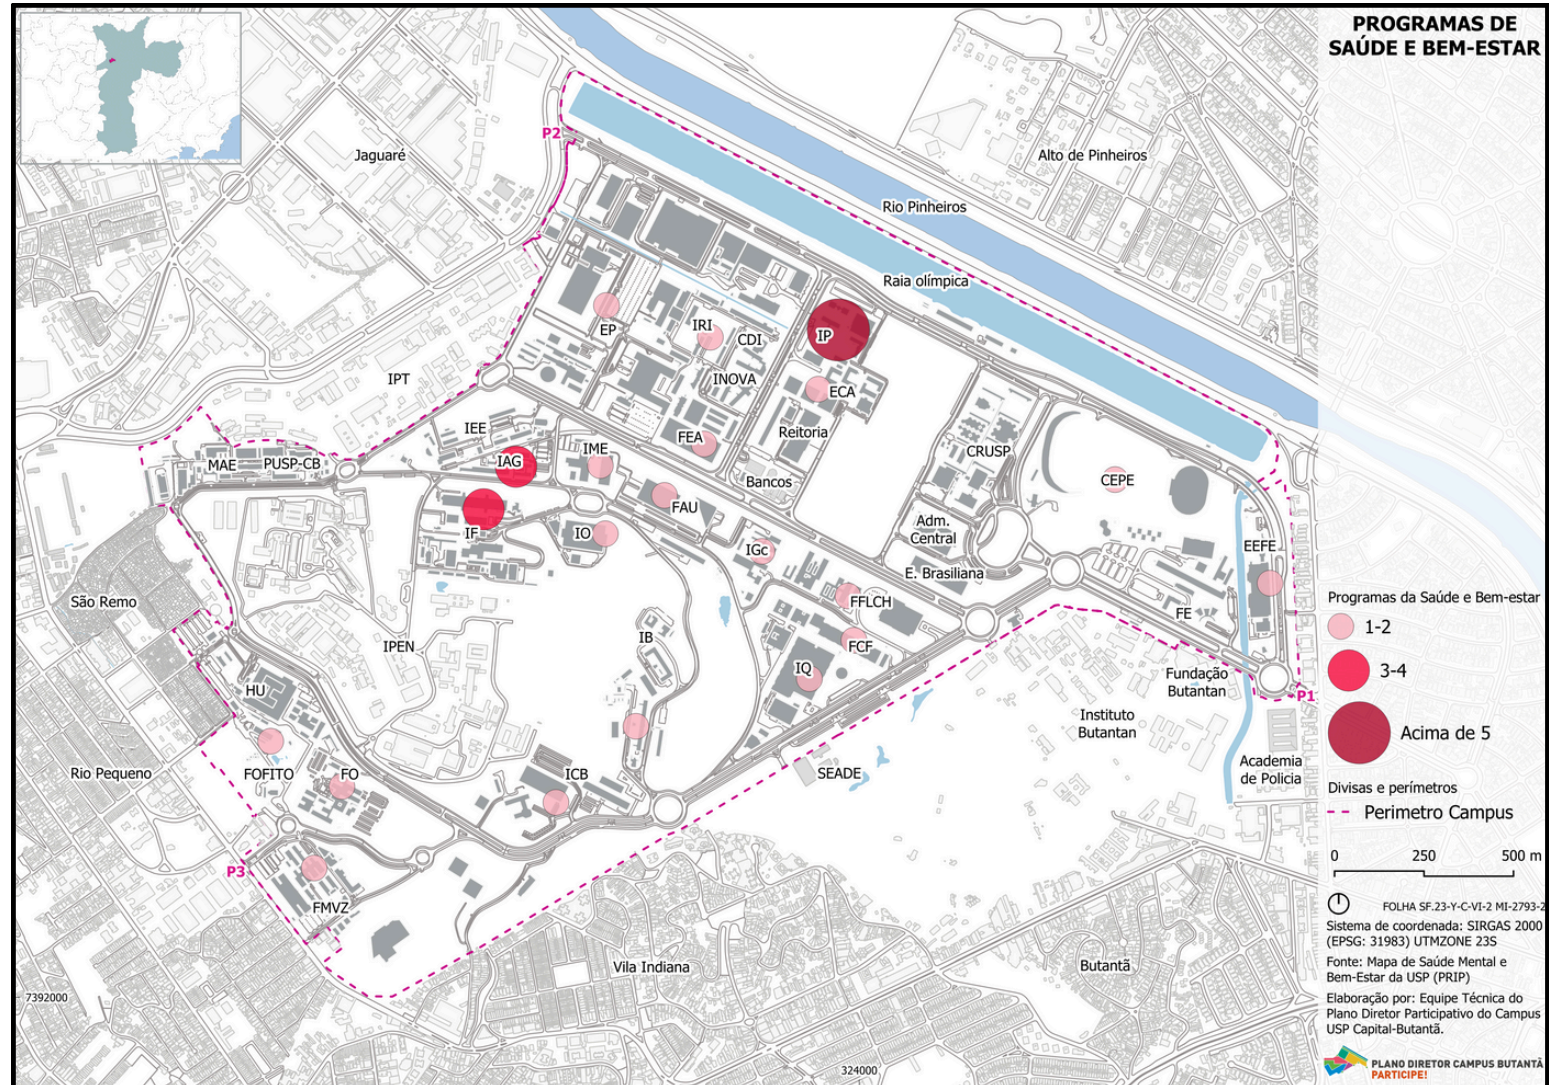 PROGRAMAS DE
SAÚDE E BEM-ESTAR
P2
Jaguaré
Alto de Pinheiros
Rio Pinheiros
Raia olímpica
EP
IRI
CDI
IP
INOVA
IPT
ECA
IEE
IME
FEA
Reitoria
MAE
PUSP-CB
IAG
Bancos
CRUSP
CEPE
FAU
IF
IO
Adm.
Central
IGc
EEFE
E. Brasiliana
São Remo
FFLCH
FE
IPEN
IB
FCF
IQ
HU
Fundação
Butantan
P1
Instituto
Butantan
Rio Pequeno
FOFITO
FO
ICB
SEADE
Academia
de Policia
P3
FMVZ
Vila Indiana
Butantã
7392000
324000
Programas da Saúde e Bem-estar
1-2
3-4
Acima de 5
Divisas e perímetros
Perimetro Campus
0 250 500 m
FOLHA SF.23-Y-C-VI-2 MI-2793-2
Sistema de coordenada: SIRGAS 2000
(EPSG: 31983) UTMZONE 23S
Fonte: Mapa de Saúde Mental e
Bem-Estar da USP (PRIP)
Elaboração por: Equipe Técnica do
Plano Diretor Participativo do Campus
USP Capital-Butantã.
PLANO DIRETOR CAMPUS BUTANTÃ
PARTICIPE!